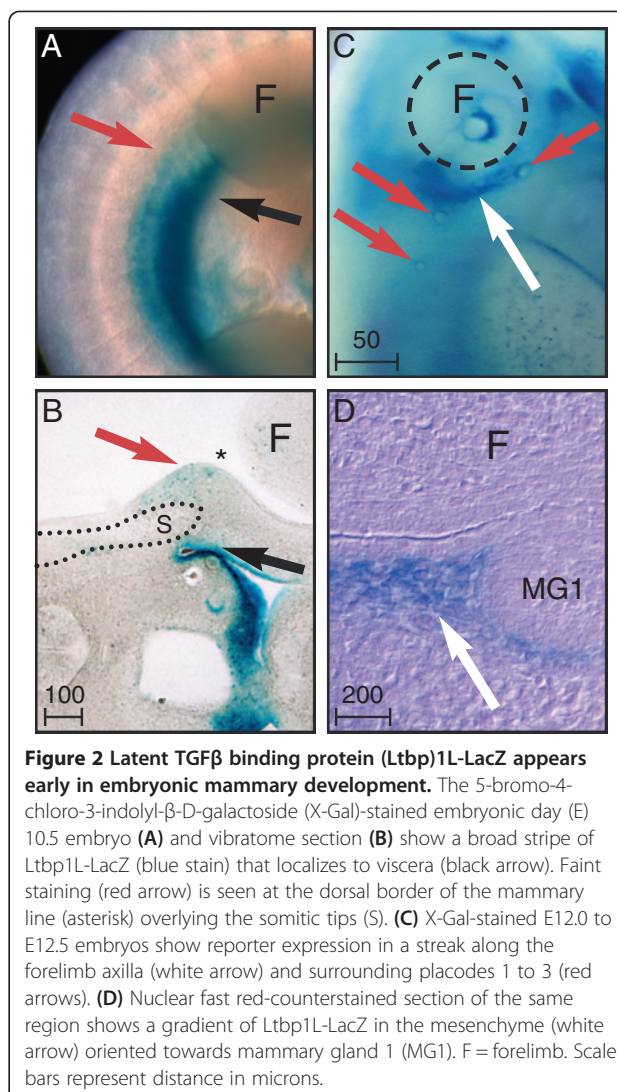 A
F
C
F
50
B
F
*
S
100
D
F
MG1
200
Figure 2 Latent TGFβ binding protein (Ltbp)1L-LacZ appears
early in embryonic mammary development. The 5-bromo-4-
chloro-3-indolyl-β-D-galactoside (X-Gal)-stained embryonic day (E)
10.5 embryo (A) and vibratome section (B) show a broad stripe of
Ltbp1L-LacZ (blue stain) that localizes to viscera (black arrow). Faint
staining (red arrow) is seen at the dorsal border of the mammary
line (asterisk) overlying the somitic tips (S). (C) X-Gal-stained E12.0 to
E12.5 embryos show reporter expression in a streak along the
forelimb axilla (white arrow) and surrounding placodes 1 to 3 (red
arrows). (D) Nuclear fast red-counterstained section of the same
region shows a gradient of Ltbp1L-LacZ in the mesenchyme (white
arrow) oriented towards mammary gland 1 (MG1). F = forelimb. Scale
bars represent distance in microns.